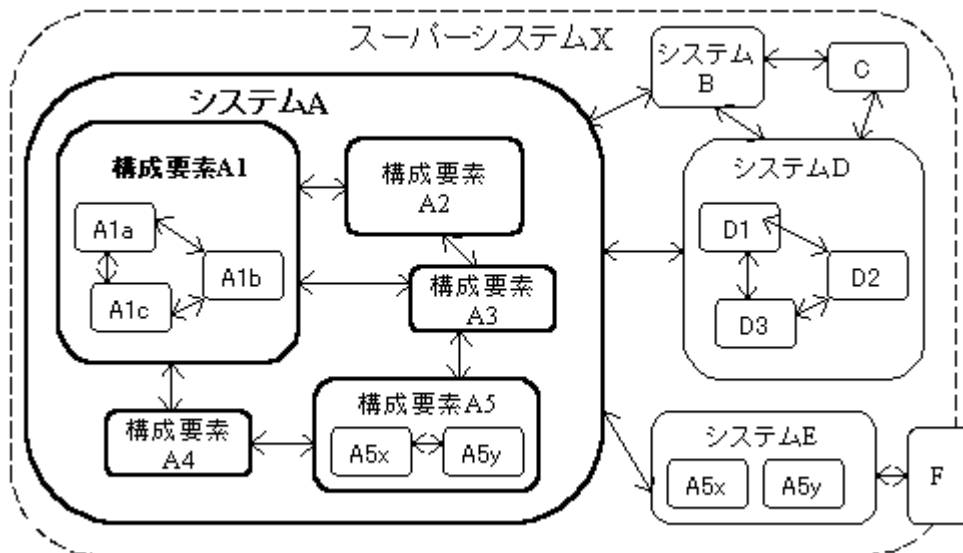 スーパーシステムX
システムA
構成要素A1
A1a
A1b
A1c
構成要素
A2
構成要素
A3
構成要素
A4
構成要素A5
A5x
A5y
システム
B
C
システムD
D1
D2
D3
システムE
A5x
A5y
F